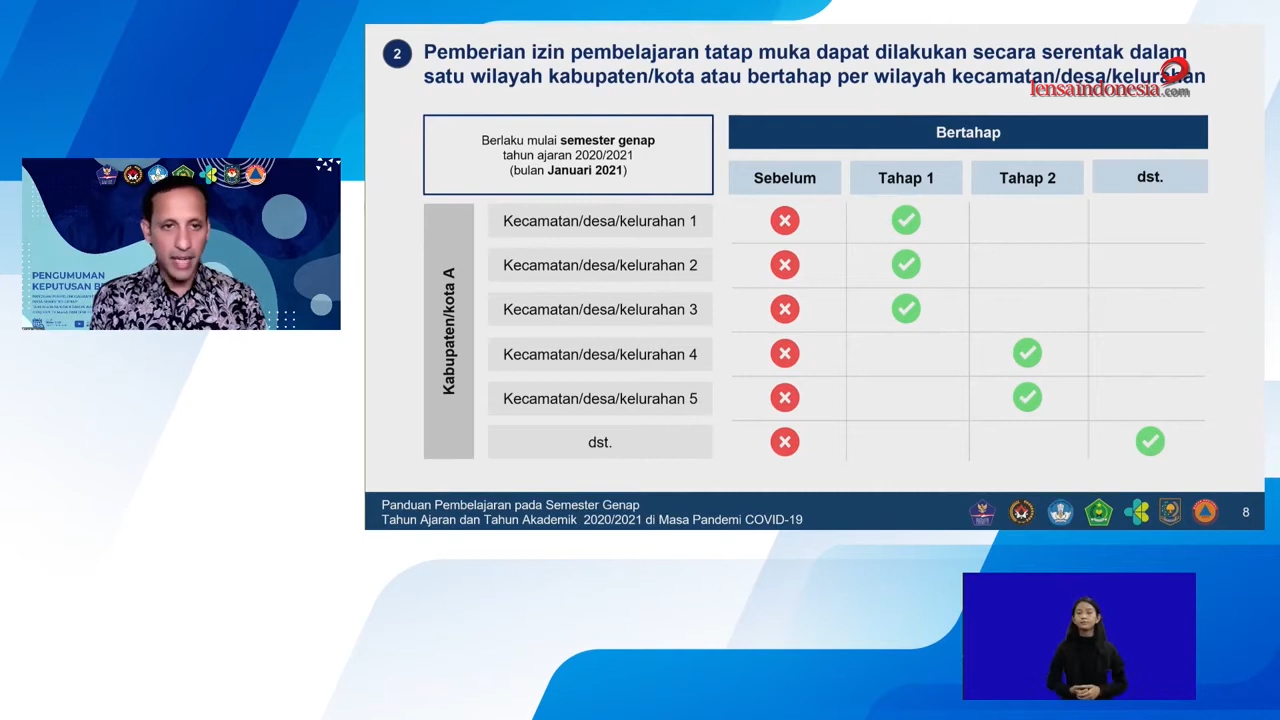 2
Pemberian izin pembelajaran tatap muka dapat dilakukan secara serentak dalam
satu wilayah kabupaten/kota atau bertahap per wilayah kecamatan/desa/kelurahan
lensaindonesia.com
Berlaku mulai semester genap
tahun ajaran 2020/2021
(bulan Januari 2021)
Bertahap
Sebelum Tahap 1 Tahap 2 dst.
Kabupaten/kota A
Kecamatan/desa/kelurahan 1
Kecamatan/desa/kelurahan 2
Kecamatan/desa/kelurahan 3
Kecamatan/desa/kelurahan 4
Kecamatan/desa/kelurahan 5
dst.
PENGUMUMAN
KEPUTUSAN
Panduan Pembelajaran pada Semester Genap
Tahun Ajaran dan Tahun Akademik 2020/2021 di Masa Pandemi COVID-19
8